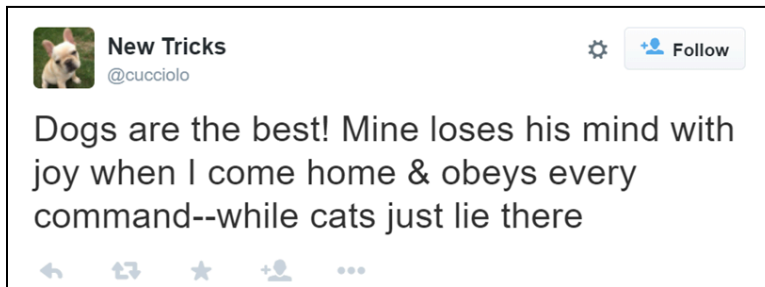 New Tricks
@cucciolo
Follow
Dogs are the best! Mine loses his mind with
joy when I come home & obeys every
command--while cats just lie there